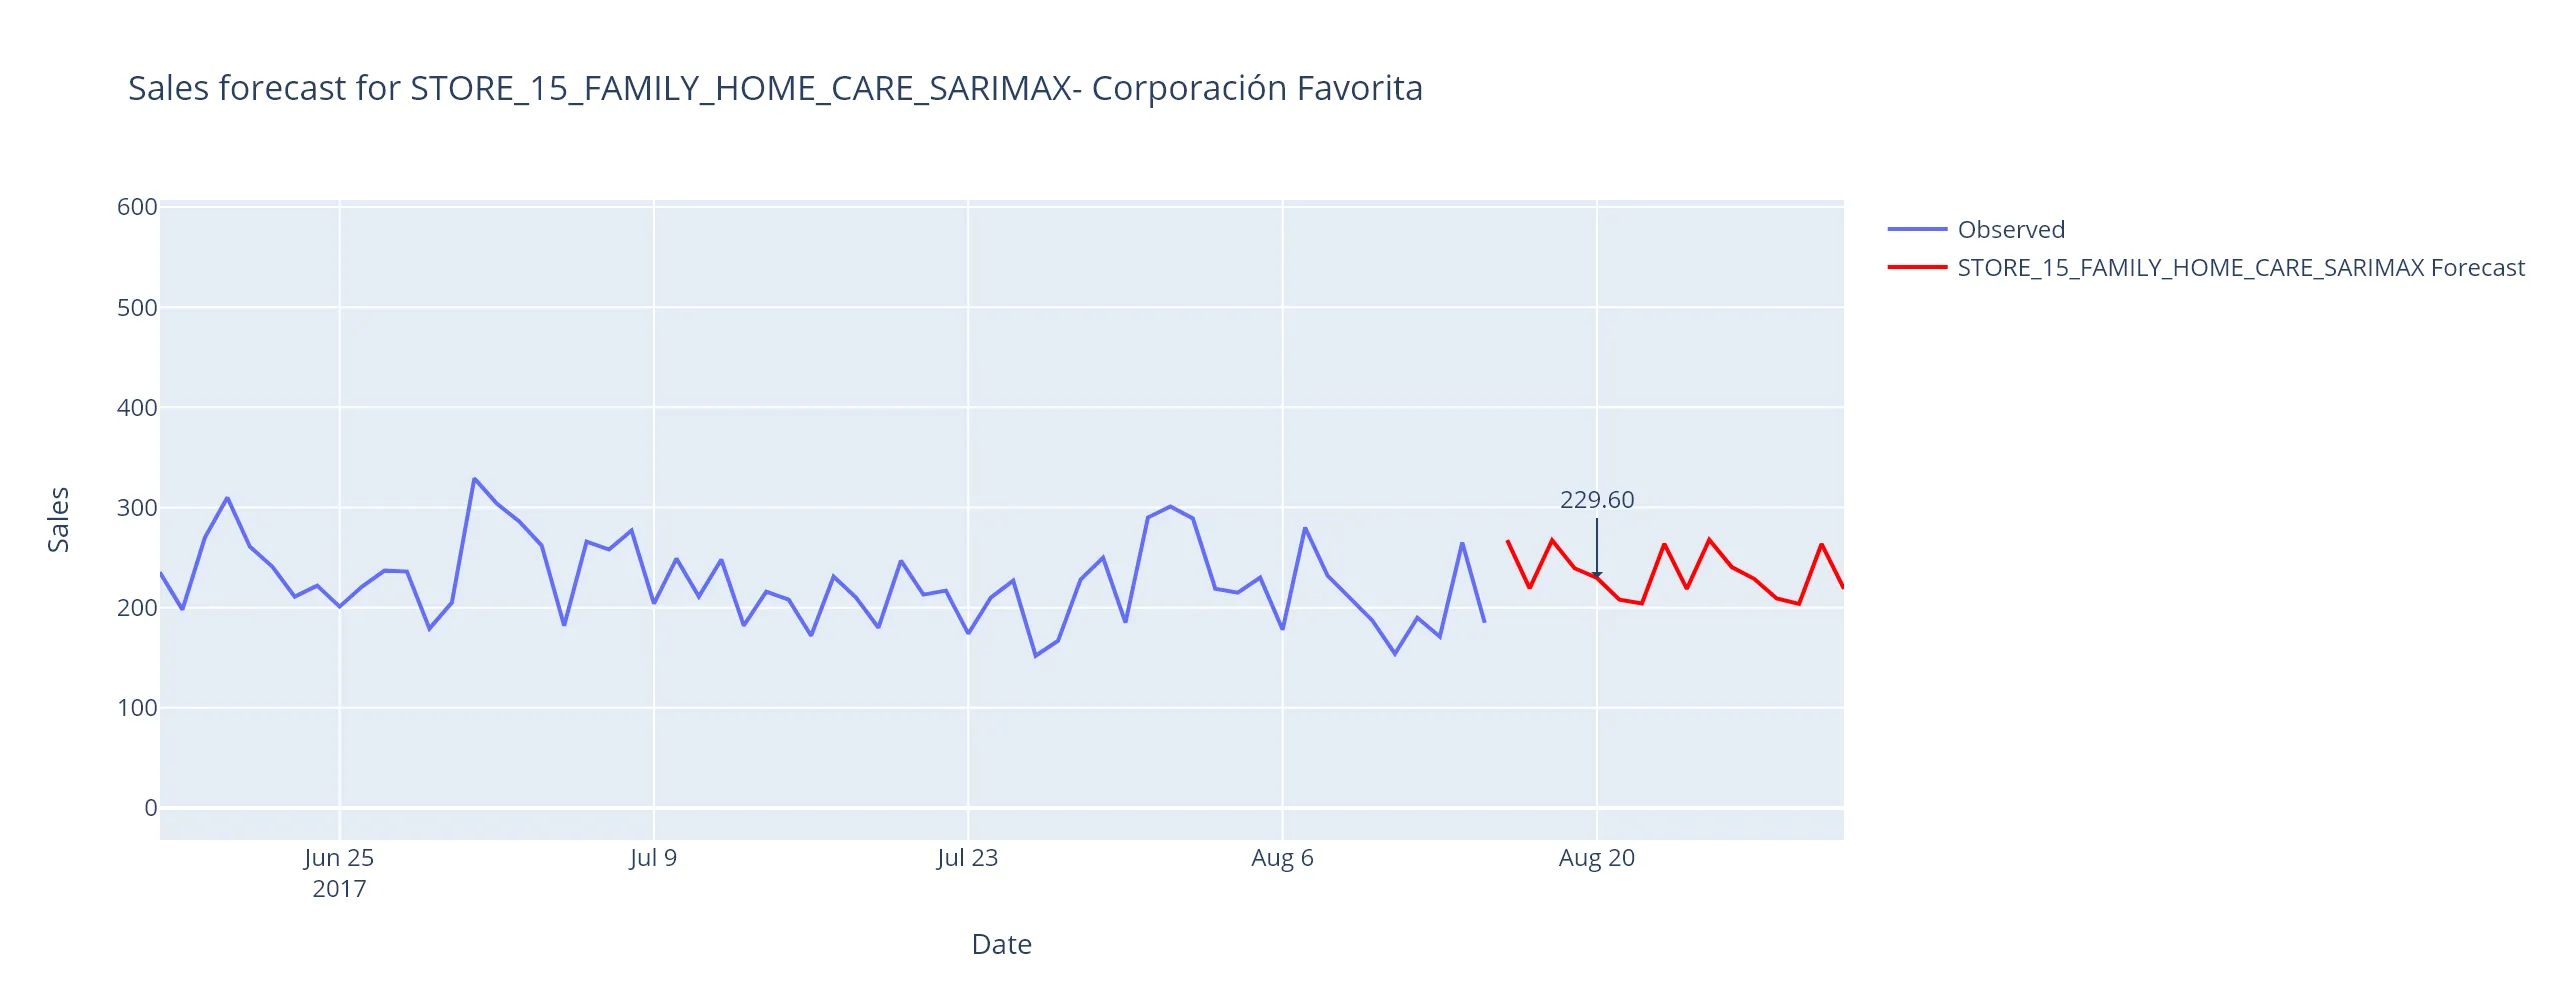 Sales forecast for STORE_15_FAMILY_HOME_CARE_SARIMAX- Corporación Favorita
Observed
STORE_15_FAMILY_HOME_CARE_SARIMAX Forecast
600
500
400
300
200
100
0
Sales
229.60
Jun 25
2017
Jul 9
Jul 23
Aug 6
Aug 20
Date